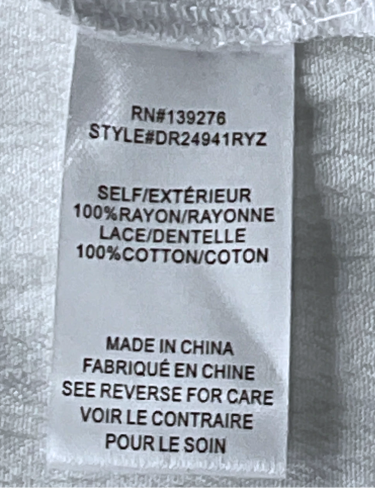 RN#139276
STYLE#DR24941RYZ
SELF/EXTÉRIEUR
100%RAYON/RAYONNE
LACE/DENTELLE
100%COTTON/COTON
MADE IN CHINA
FABRIQUÉ EN CHINE
SEE REVERSE FOR CARE
VOIR LE CONTRAIRE
POUR LE SOIN